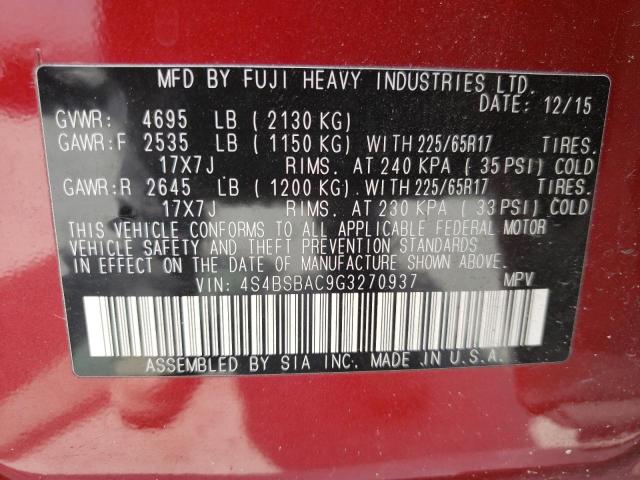 MFD BY FUJI HEAVY INDUSTRIES LTD.
DATE: 12/15
GVWR: 4695 LB (2130 KG)
GAWR:F 2535 LB (1150 KG) WITH 225/65R17 TIRES.
17X7J RIMS. AT 240 KPA (35 PSI) COLD
GAWR:R 2645 LB (1200 KG) WITH 225/65R17 TIRES.
17X7J RIMS. AT 230 KPA (33 PSI) COLD
THIS VEHICLE CONFORMS TO ALL APPLICABLE FEDERAL MOTOR
VEHICLE SAFETY AND THEFT PREVENTION STANDARDS
IN EFFECT ON THE DATE OF MANUFACTURE SHOWN ABOVE.
VIN: 4S4BSBAC9G3270937 MPV
ASSEMBLED BY SIA INC. MADE IN U.S.A.